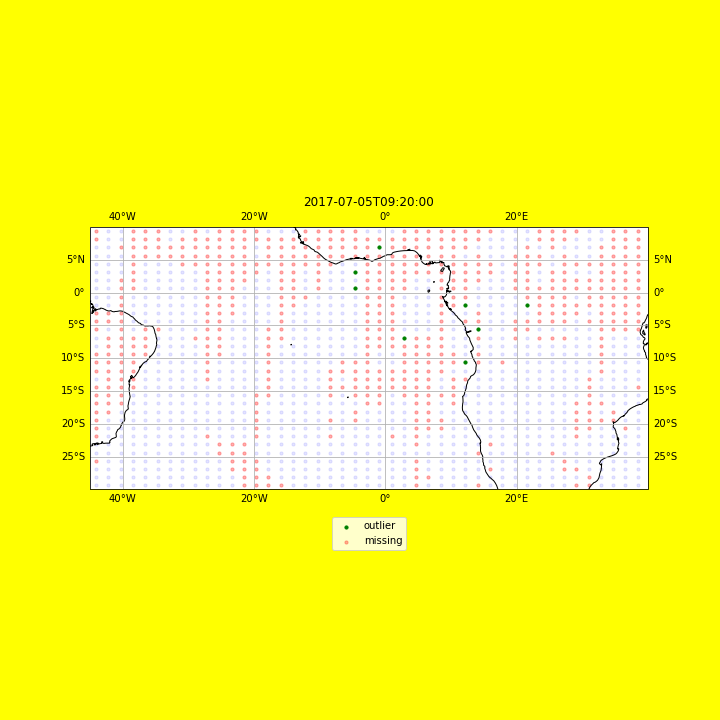 2017-07-05T09:20:00
40°W 20°W 0° 20°E
5°N 5°N
0° 0°
5°S 5°S
10°S 10°S
15°S 15°S
20°S 20°S
25°S 25°S
40°W 20°W 0° 20°E
outlier
missing